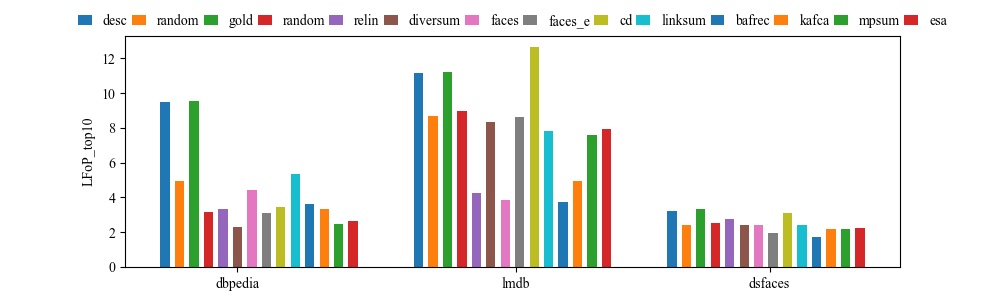 desc random gold random relin diversum faces faces_e cd linksum bafrec kafca mpsum esa
12
10
8
6
4
2
0
LFoP_top10
dbpedia lmdb dsfaces